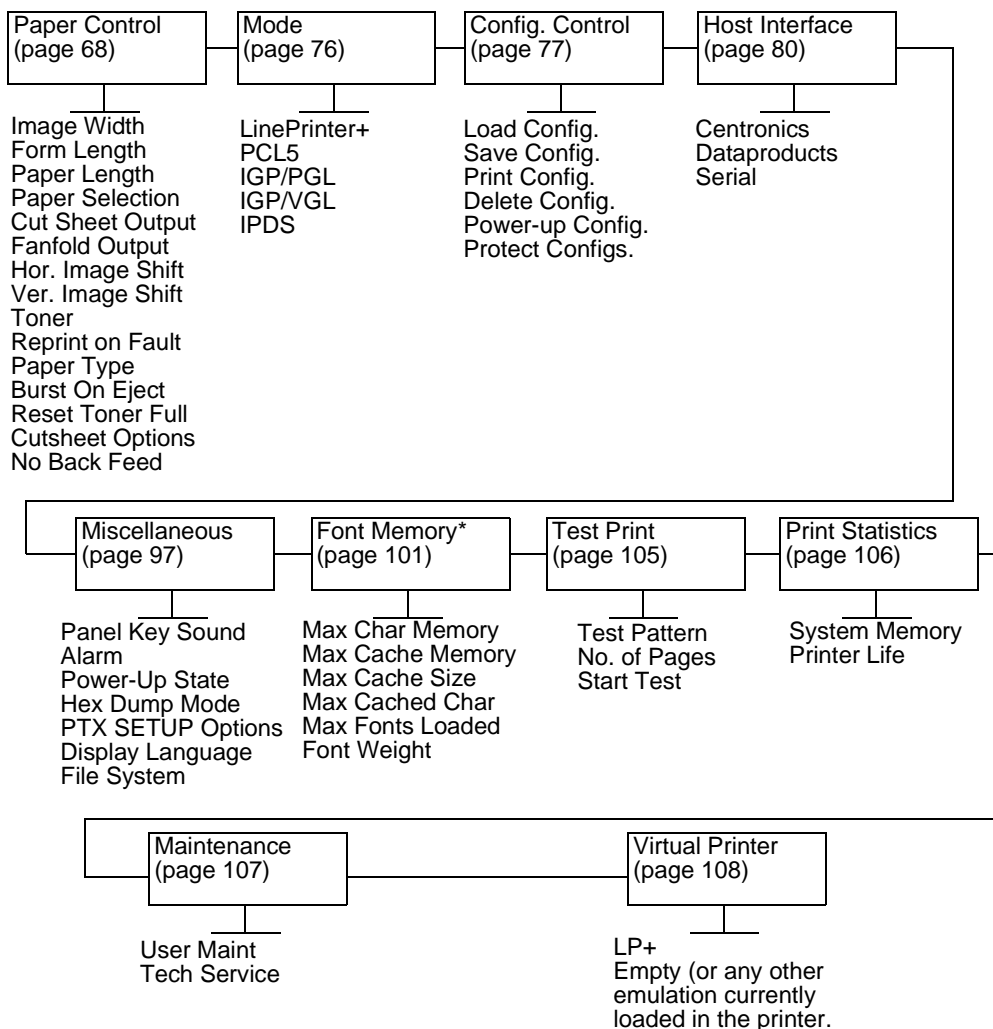 Paper Control
(page 68)
Mode
(page 76)
Config. Control
(page 77)
Host Interface
(page 80)
Image Width
Form Length
Paper Length
Paper Selection
Cut Sheet Output
Fanfold Output
Hor. Image Shift
Ver. Image Shift
Toner
Reprint on Fault
Paper Type
Burst On Eject
Reset Toner Full
Cutsheet Options
No Back Feed
LinePrinter+
PCL5
IGP/PGL
IGP/VGL
IPDS
Load Config.
Save Config.
Print Config.
Delete Config.
Power-up Config.
Protect Configs.
Centronics
Dataproducts
Serial
Miscellaneous
(page 97)
Font Memory*
(page 101)
Test Print
(page 105)
Print Statistics
(page 106)
Panel Key Sound
Alarm
Power-Up State
Hex Dump Mode
PTX SETUP Options
Display Language
File System
Max Char Memory
Max Cache Memory
Max Cache Size
Max Cached Char
Max Fonts Loaded
Font Weight
Test Pattern
No. of Pages
Start Test
System Memory
Printer Life
Maintenance
(page 107)
Virtual Printer
(page 108)
User Maint
Tech Service
LP+
Empty (or any other
emulation currently
loaded in the printer.